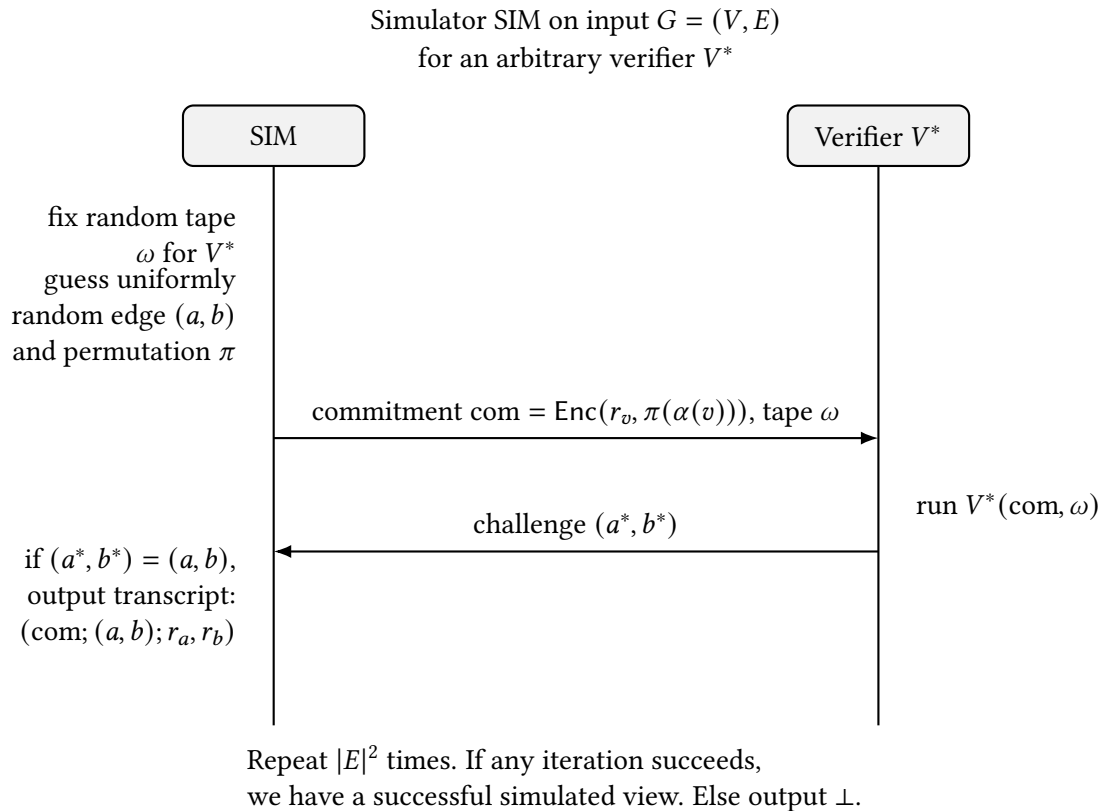 Simulator SIM on input G = (V, E)
for an arbitrary verifier V*
SIM
Verifier V*
fix random tape
ω for V*
guess uniformly
random edge (a, b)
and permutation π
commitment com = Enc(r_v, π(α(v))), tape ω
run V*(com, ω)
challenge (a*, b*)
if (a*, b*) = (a, b),
output transcript:
(com; (a, b); r_a, r_b)
Repeat |E|² times. If any iteration succeeds,
we have a successful simulated view. Else output ⊥.